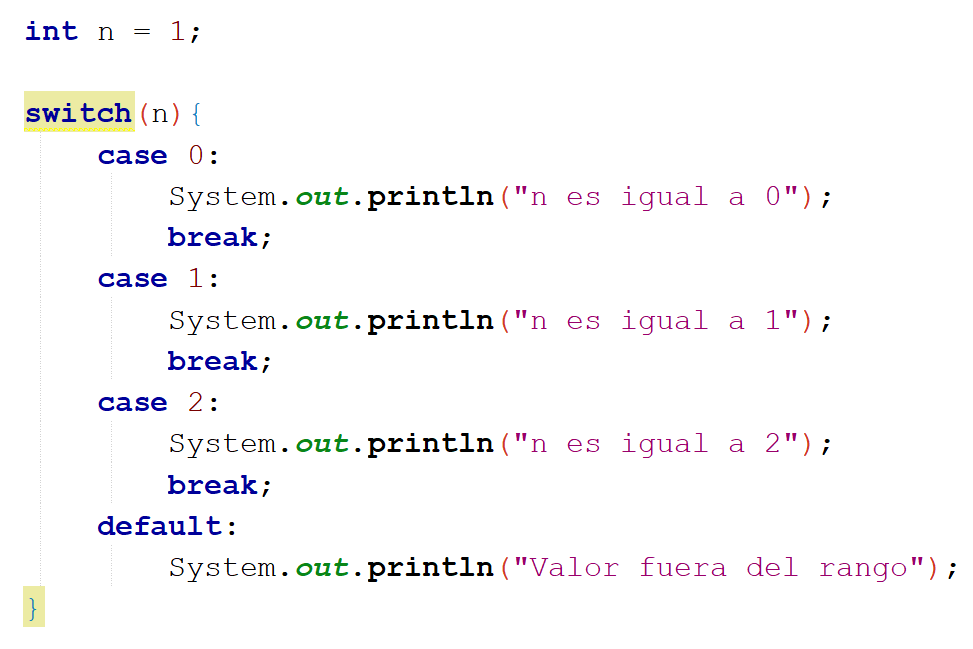 int n = 1;
switch(n){
case 0:
System.out.println("n es igual a 0");
break;
case 1:
System.out.println("n es igual a 1");
break;
case 2:
System.out.println("n es igual a 2");
break;
default:
System.out.println("Valor fuera del rango");
}